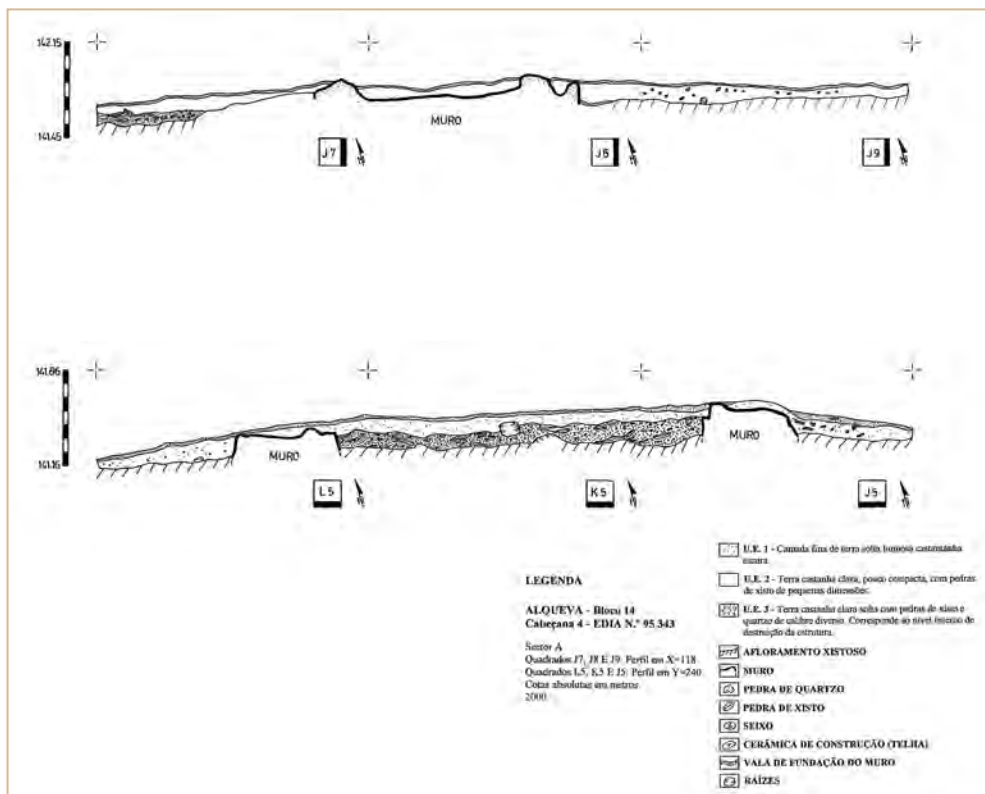 142.15
141.45
MURO
J7
J5
J9
141.86
141.16
MURO
MURO
L5
K5
J5
LEGENDA
ALQUEVA - Bloco 14
Cabeçana 4 - EDIA N.º 95 343
Sector A
Quadrados J7, J8 E J9: Perfil em X=118
Quadrados L5, K5 E J5: Perfil em Y=240
Cotas absolutas em metros
2000
U.E. 1 - Camada fina de terra solta humosa castanha
escura.
U.E. 2 - Terra castanha clara, pouco compacta, com pedras
de xisto de pequenas dimensões.
U.E. 3 - Terra castanha clara solta com pedras de xisto e
quartzo de calibre diverso. Corresponde ao nível de
destruição da estrutura.
AFLORAMENTO XISTOSO
MURO
PEDRA DE QUARTZO
PEDRA DE XISTO
SEIXO
CERÂMICA DE CONSTRUÇÃO (TELHA)
VALA DE FUNDAÇÃO DO MURO
RAÍZES